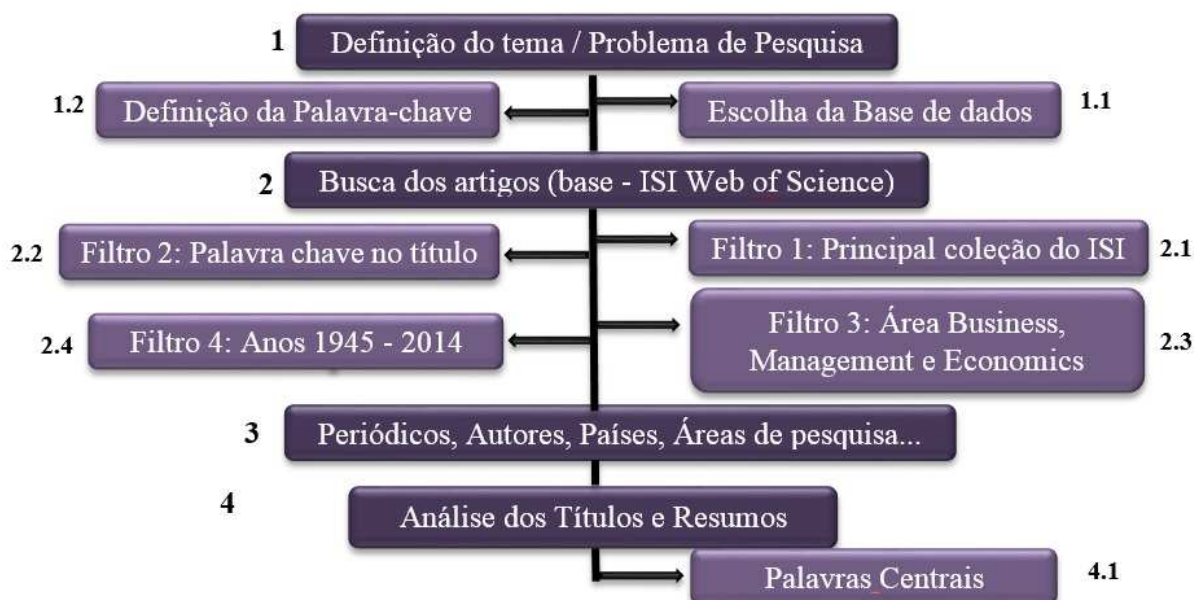 1 Definição do tema / Problema de Pesquisa
1.2 Definição da Palavra-chave
Escolha da Base de dados 1.1
2 Busca dos artigos (base - ISI Web of Science)
2.2 Filtro 2: Palavra chave no título
Filtro 1: Principal coleção do ISI 2.1
2.4 Filtro 4: Anos 1945 - 2014
Filtro 3: Área Business,
Management e Economics 2.3
3 Periódicos, Autores, Países, Áreas de pesquisa...
4 Análise dos Títulos e Resumos
Palavras Centrais 4.1